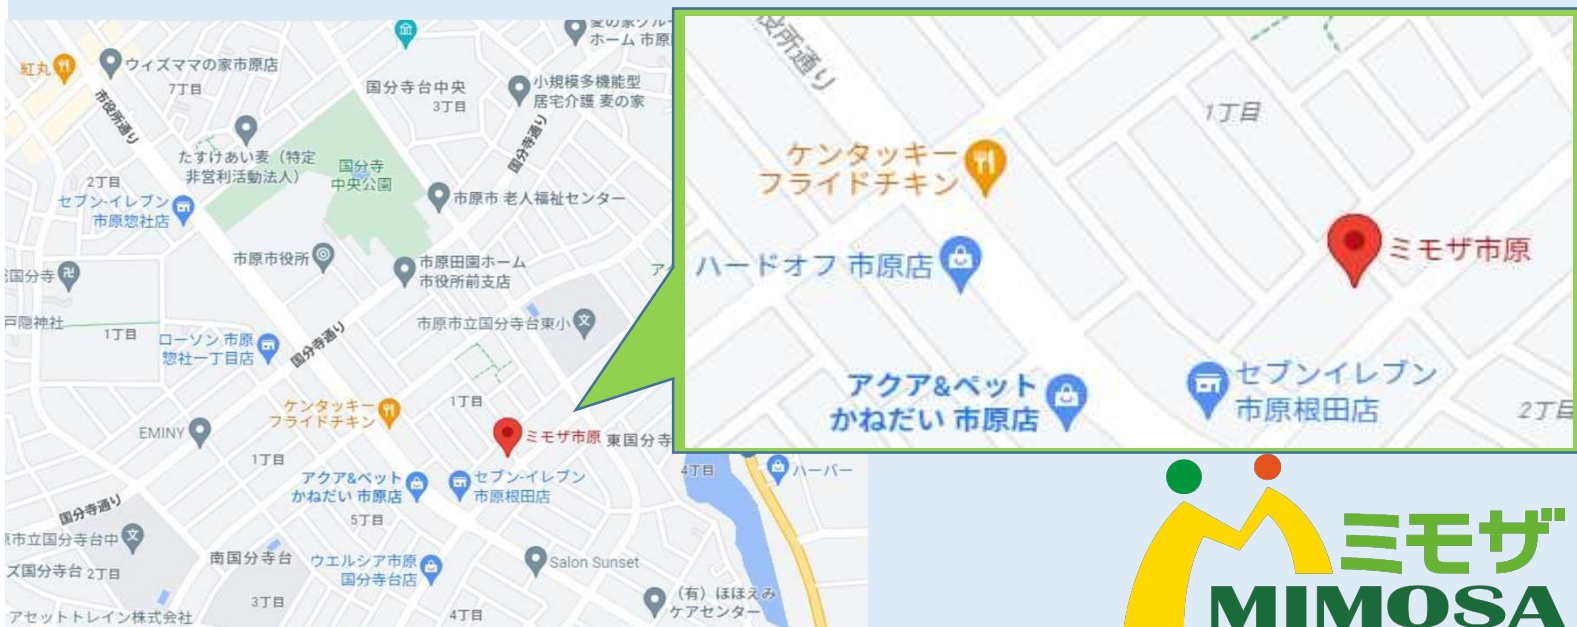 麦の家グルー
ホーム 市原
紅丸
ウィズママの家市原店
7丁目
市役所通り
国分寺台中央
3丁目
小規模多機能型
居宅介護 麦の家
国分寺通り
たすけあい麦（特定
非営利活動法人）
国分寺
中央公園
2丁目
セブン-イレブン
市原惣社店
市原市 老人福祉センター
市原市役所
市原田園ホーム
市役所前支店
国分寺
戸隠神社
1丁目
ローソン 市原
惣社一丁目店
国分寺通り
市原市立国分寺台東小
ケンタッキー
フライドチキン
1丁目
EMINY
ミモザ市原
東国分寺
1丁目
アクア&ペット
かねだい 市原店
セブン-イレブン
市原根田店
4丁目
ハーバー
国分寺通り
5丁目
原市立国分寺台中
南国分寺台
ウエルシア市原
国分寺台店
Salon Sunset
ズ国分寺台
2丁目
3丁目
（有）ほほえみ
ケアセンター
アセットトレイン株式会社
4丁目
役所通り
1丁目
ケンタッキー
フライドチキン
ハードオフ 市原店
ミモザ市原
アクア&ペット
かねだい 市原店
セブンイレブン
市原根田店
2丁目
ミモザ
MIMOSA